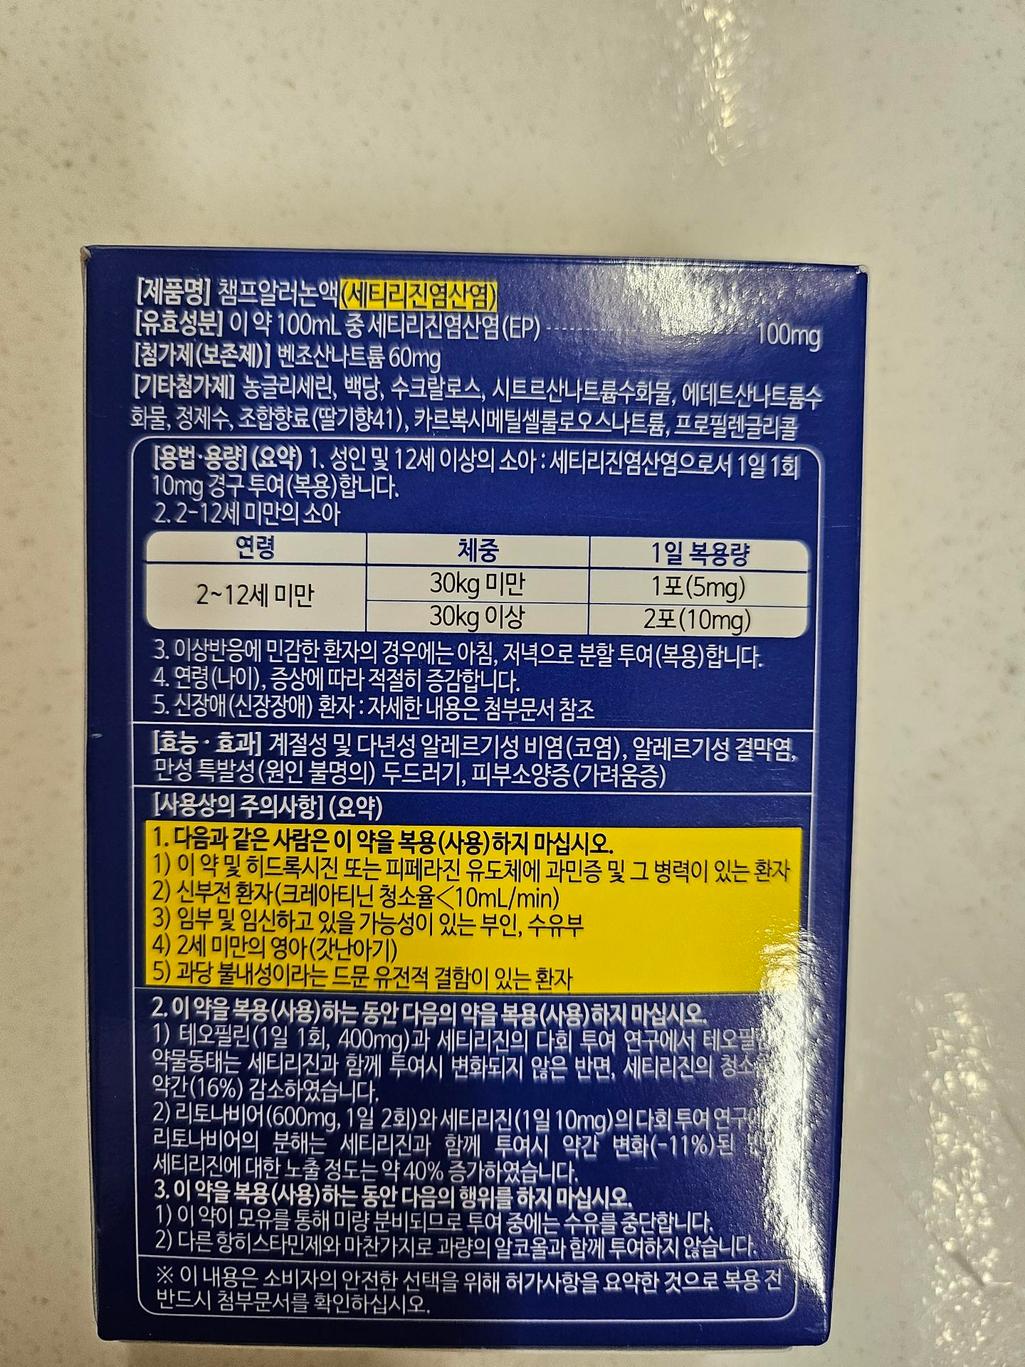 [제품명] 챔프알러논액(세티리진염산염)
[유효성분] 이 약 100mL 중 세티리진염산염(EP) ························ 100mg
[첨가제(보존제)] 벤조산나트륨 60mg
[기타첨가제] 농글리세린, 백당, 수크랄로스, 시트르산나트륨수화물, 에데트산나트륨수
화물, 정제수, 조합향료(딸기향41), 카르복시메틸셀룰로오스나트륨, 프로필렌글리콜
[용법·용량] (요약) 1. 성인 및 12세 이상의 소아 : 세티리진염산염으로서 1일 1회
10mg 경구 투여(복용)합니다.
2. 2-12세 미만의 소아
연령 체중 1일 복용량
2~12세 미만 30kg 미만 1포(5mg)
30kg 이상 2포(10mg)
3. 이상반응에 민감한 환자의 경우에는 아침, 저녁으로 분할 투여(복용)합니다.
4. 연령(나이), 증상에 따라 적절히 증감합니다.
5. 신장애(신장장애) 환자 : 자세한 내용은 첨부문서 참조
[효능·효과] 계절성 및 다년성 알레르기성 비염(코염), 알레르기성 결막염,
만성 특발성(원인 불명의) 두드러기, 피부소양증(가려움증)
[사용상의 주의사항] (요약)
1. 다음과 같은 사람은 이 약을 복용(사용)하지 마십시오.
1) 이 약 및 히드록시진 또는 피페라진 유도체에 과민증 및 그 병력이 있는 환자
2) 신부전 환자(크레아티닌 청소율<10mL/min)
3) 임부 및 임신하고 있을 가능성이 있는 부인, 수유부
4) 2세 미만의 영아(갓난아기)
5) 과당 불내성이라는 드문 유전적 결함이 있는 환자
2. 이 약을 복용(사용)하는 동안 다음의 약을 복용(사용)하지 마십시오.
1) 테오필린(1일 1회, 400mg)과 세티리진의 다회 투여 연구에서
약물동태는 세티리진과 함께 투여시 변화되지 않은 반면, 세티리진의
약간(16%) 감소하였습니다.
2) 리토나비어(600mg, 1일 2회)와 세티리진(1일 10mg)의 다회 투여
리토나비어의 분해는 세티리진과 함께 투여시 약간 변화(-11%)된
세티리진에 대한 노출 정도는 약 40% 증가하였습니다.
3. 이 약을 복용(사용)하는 동안 다음의 행위를 하지 마십시오.
1) 이 약이 모유를 통해 미량 분비되므로 투여 중에는 수유를 중단합니다.
2) 다른 항히스타민제와 마찬가지로 과량의 알코올과 함께 투여하지 않습니다.
※ 이 내용은 소비자의 안전한 선택을 위해 허가사항을 요약한 것으로 복용 전
반드시 첨부문서를 확인하십시오.